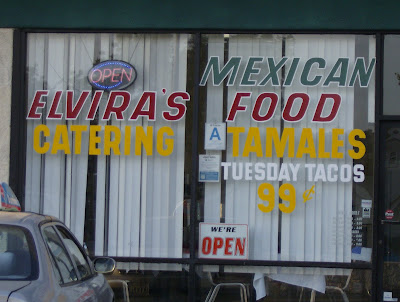 OPEN
ELVIRA'S
CATERING
MEXICAN
FOOD
A
TAMALES
TUESDAY TACOS
99¢
WE'RE
OPEN